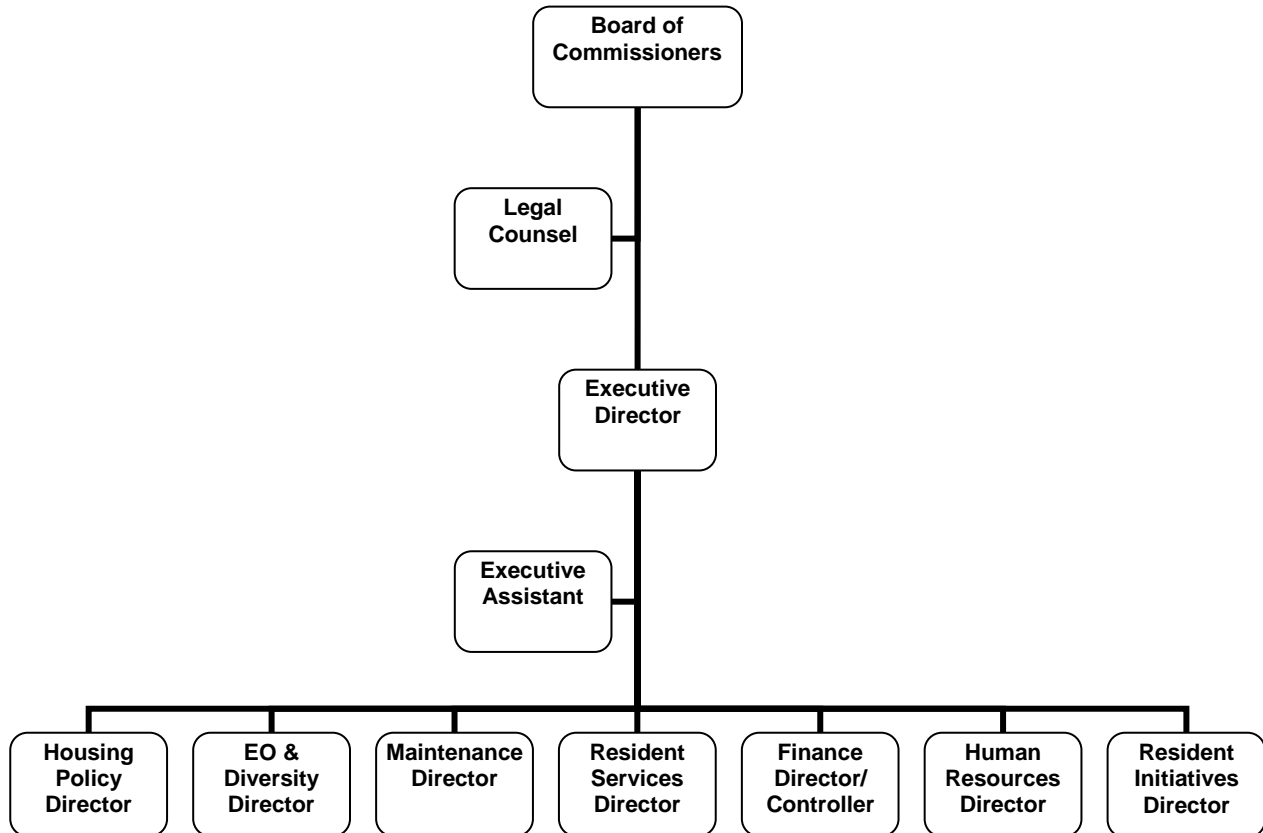 Board of
Commissioners
Legal
Counsel
Executive
Director
Executive
Assistant
Housing
Policy
Director
EO &
Diversity
Director
Maintenance
Director
Resident
Services
Director
Finance
Director/
Controller
Human
Resources
Director
Resident
Initiatives
Director